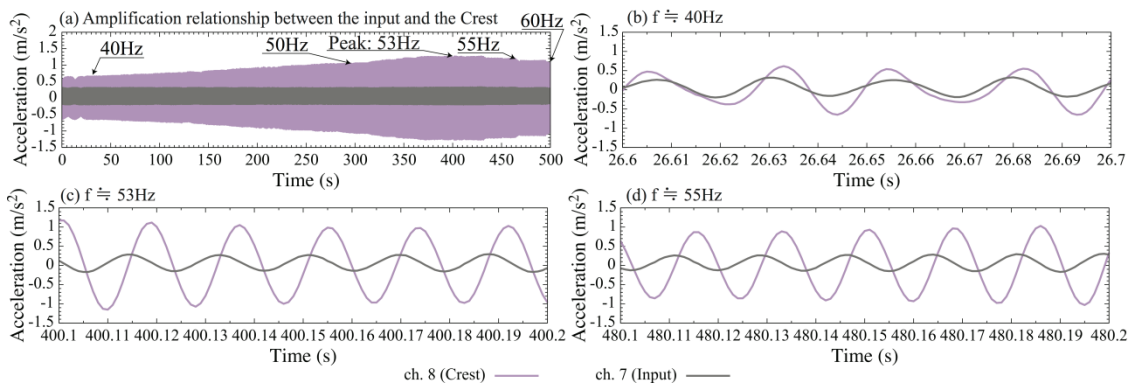 (a) Amplification relationship between the input and the Crest
60Hz
Acceleration (m/s²)
2
1.5
1
0.5
0
-0.5
-1
-1.5
40Hz
50Hz
Peak: 53Hz
55Hz
0 50 100 150 200 250 300 350 400 450 500
Time (s)
(b) f ≒ 40Hz
Acceleration (m/s²)
1.5
1
0.5
0
-0.5
-1
-1.5
26.6 26.61 26.62 26.63 26.64 26.65 26.66 26.67 26.68 26.69 26.7
Time (s)
(c) f ≒ 53Hz
Acceleration (m/s²)
1.5
1
0.5
0
-0.5
-1
-1.5
400.1 400.11 400.12 400.13 400.14 400.15 400.16 400.17 400.18 400.19 400.2
Time (s)
(d) f ≒ 55Hz
Acceleration (m/s²)
1.5
1
0.5
0
-0.5
-1
-1.5
480.1 480.11 480.12 480.13 480.14 480.15 480.16 480.17 480.18 480.19 480.2
Time (s)
ch. 8 (Crest) ch. 7 (Input)